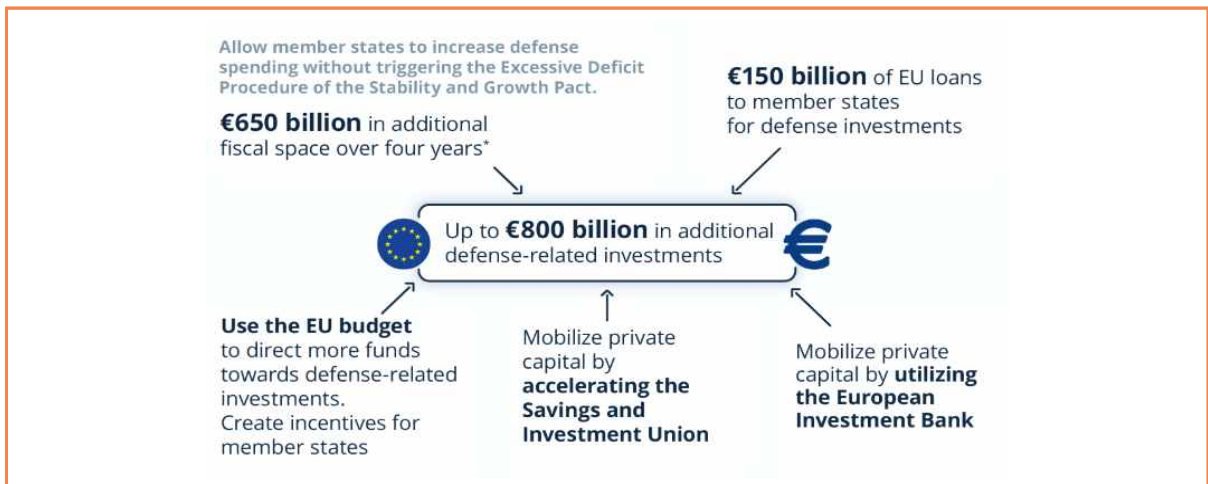 Allow member states to increase defense
spending without triggering the Excessive Deficit
Procedure of the Stability and Growth Pact.
€650 billion in additional
fiscal space over four years*
€150 billion of EU loans
to member states
for defense investments
Up to €800 billion in additional
defense-related investments
€
Use the EU budget
to direct more funds
towards defense-related
investments.
Create incentives for
member states
Mobilize private
capital by
accelerating the
Savings and
Investment Union
Mobilize private
capital by utilizing
the European
Investment Bank